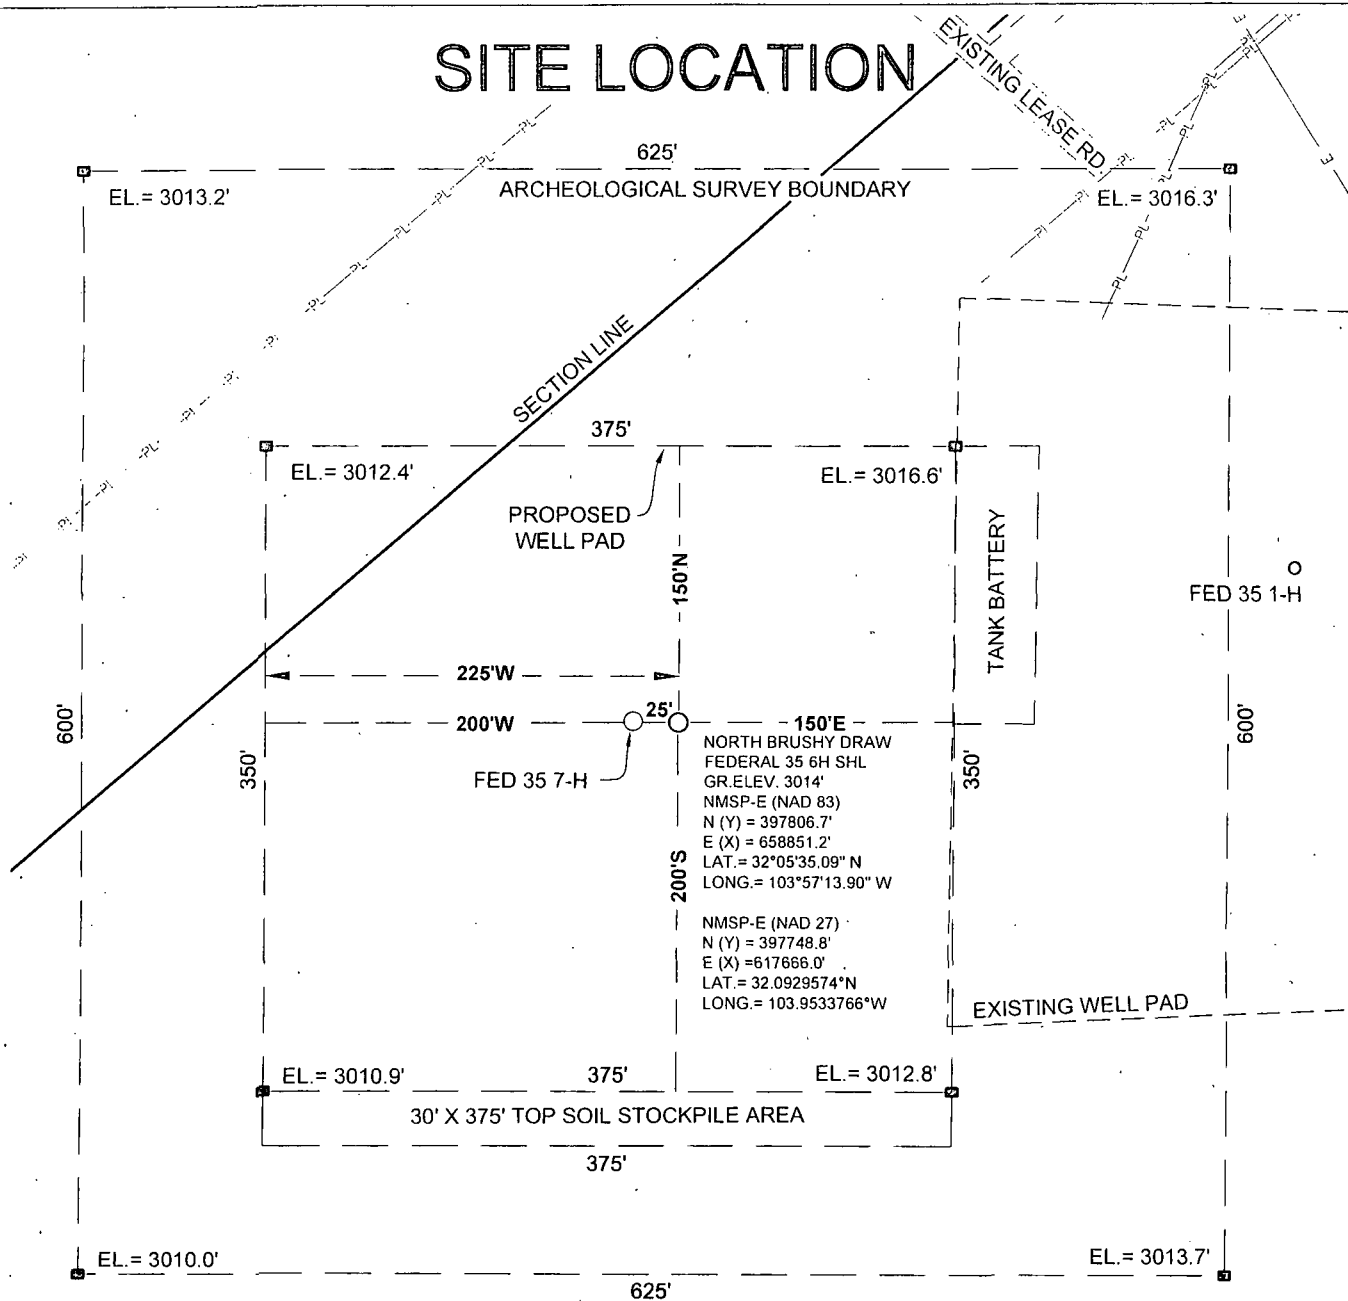 SITE LOCATION
EXISTING LEASE RD.
625'
ARCHEOLOGICAL SURVEY BOUNDARY
EL.= 3013.2'
EL.= 3016.3'
SECTION LINE
375'
EL.= 3012.4'
EL.= 3016.6'
PROPOSED
WELL PAD
150'N
TANK BATTERY
FED 35 1-H
225'W
600'
350'
200'W
25'
150'E
350'
600'
FED 35 7-H
NORTH BRUSHY DRAW
FEDERAL 35 6H SHL
GR.ELEV. 3014'
NMSP-E (NAD 83)
N (Y) = 397806.7'
E (X) = 658851.2'
LAT.= 32°05'35.09" N
LONG.= 103°57'13.90" W
200'S
NMSP-E (NAD 27)
N (Y) = 397748.8'
E (X) =617666.0'
LAT.= 32.0929574°N
LONG.= 103.9533766°W
EXISTING WELL PAD
EL.= 3010.9'
375'
EL.= 3012.8'
30' X 375' TOP SOIL STOCKPILE AREA
375'
EL.= 3010.0'
EL.= 3013.7'
625'